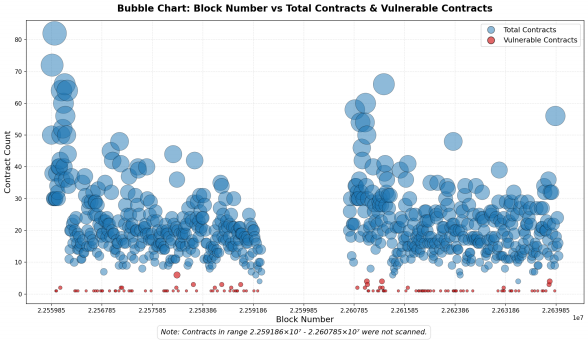 Bubble Chart: Block Number vs Total Contracts & Vulnerable Contracts
Total Contracts
Vulnerable Contracts
Contract Count
80
70
60
50
40
30
20
10
0
2.255985
2.256785
2.257585
2.258386
2.259186
2.259985
2.260785
2.261585
2.262386
2.263186
2.263985
1e7
Block Number
Note: Contracts in range 2.259186×10⁷ - 2.260785×10⁷ were not scanned.